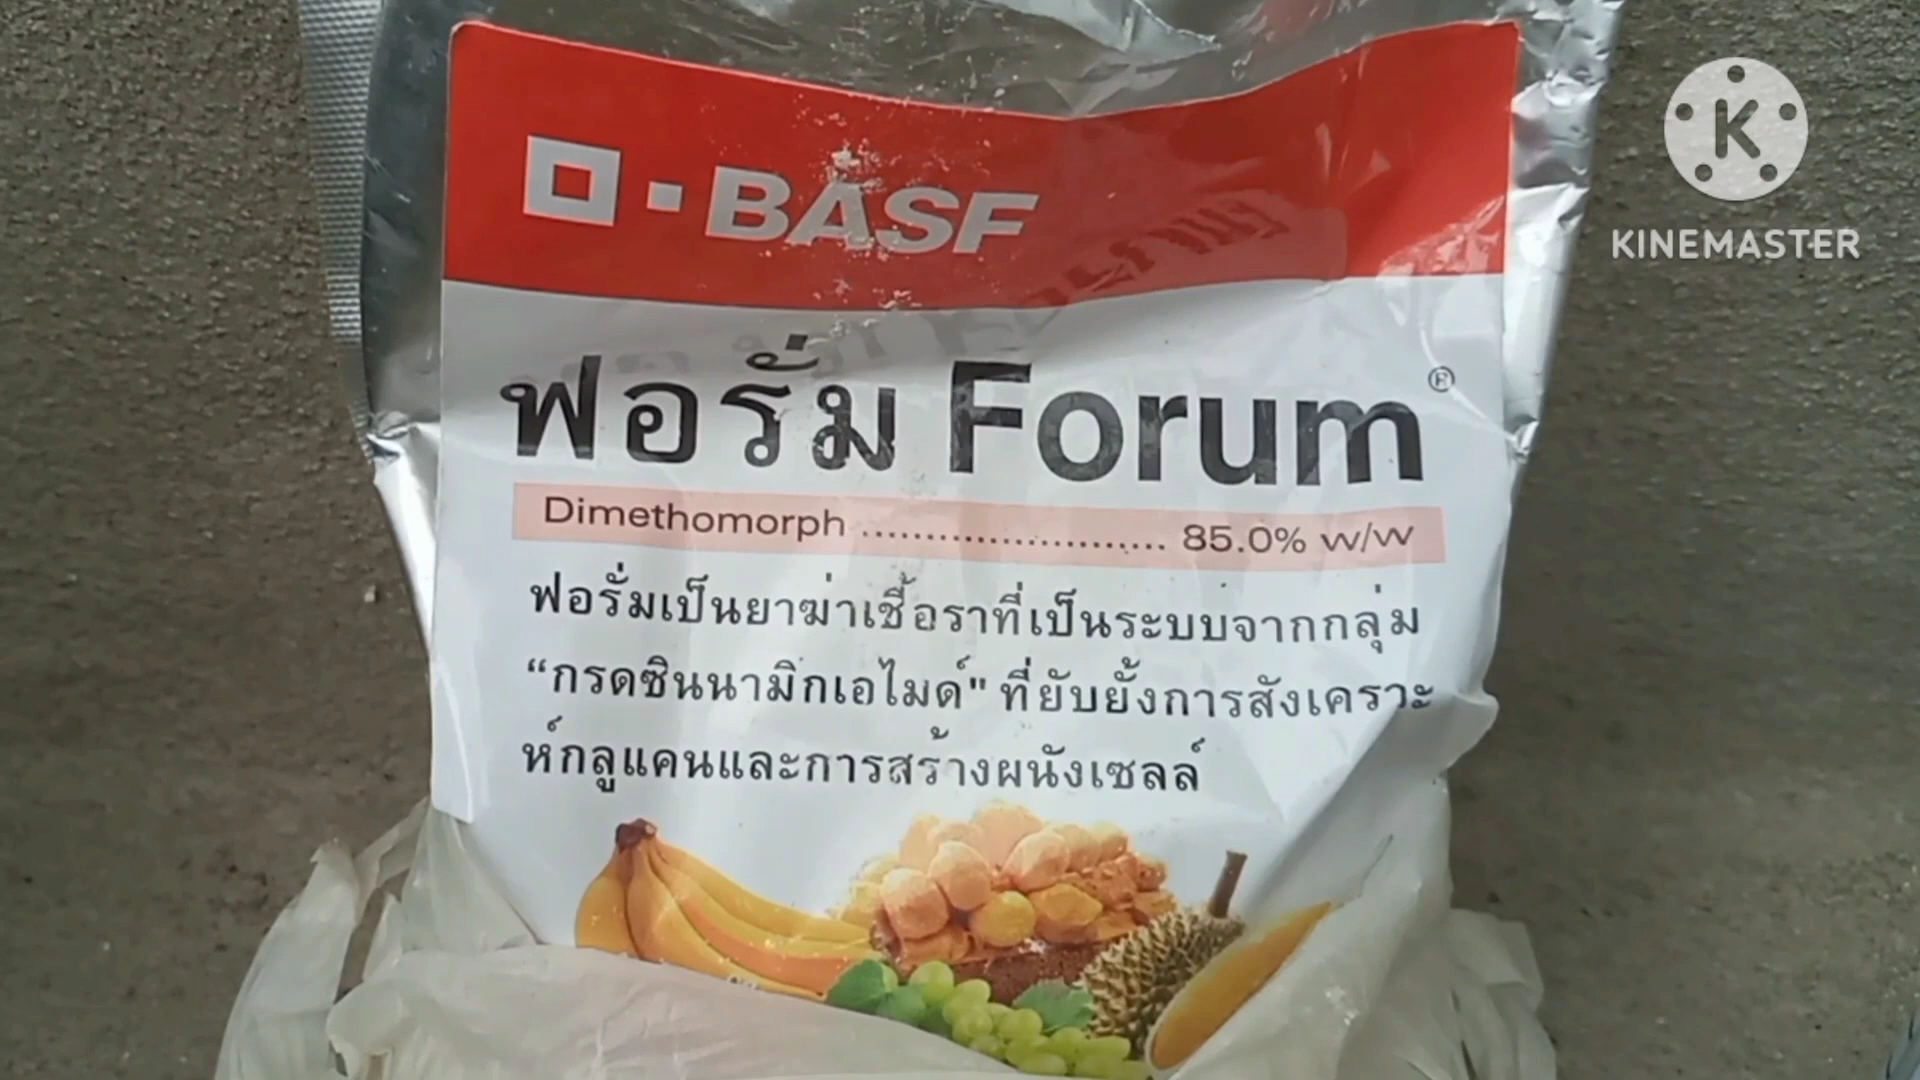 BASF
ฟอรั่ม Forum®
Dimethomorph ........................ 85.0% w/w
ฟอรั่มเป็นยาฆ่าเชื้อราที่เป็นระบบจากกลุ่ม
“กรดซินนามิกเอไมด์" ที่ยับยั้งการสังเคราะ
ห์กลูแคนและการสร้างผนังเซลล์
K
KINEMASTER